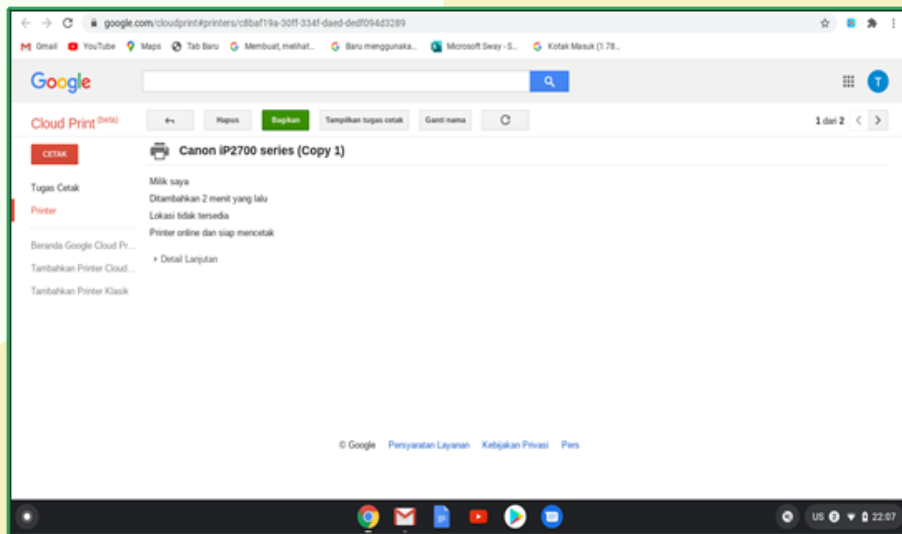 google.com/cloudprint#printers/c8baf19a-30ff-334f-daed-dedf094d3289
Gmail YouTube Maps Tab Baru Membuat, melihat... Baru menggunaka... Microsoft Sway - S... Kotak Masuk (1.78...
Google
T
Cloud Print (beta) Hapus Bagikan Tampilkan tugas cetak Ganti nama 1 dari 2
CETAK
Canon iP2700 series (Copy 1)
Tugas Cetak
Printer
Beranda Google Cloud Pr...
Tambahkan Printer Cloud...
Tambahkan Printer Klasik
Milik saya
Ditambahkan 2 menit yang lalu
Lokasi tidak tersedia
Printer online dan siap mencetak
Detail Lanjutan
© Google Persyaratan Layanan Kebijakan Privasi Pers
US 2 22:07